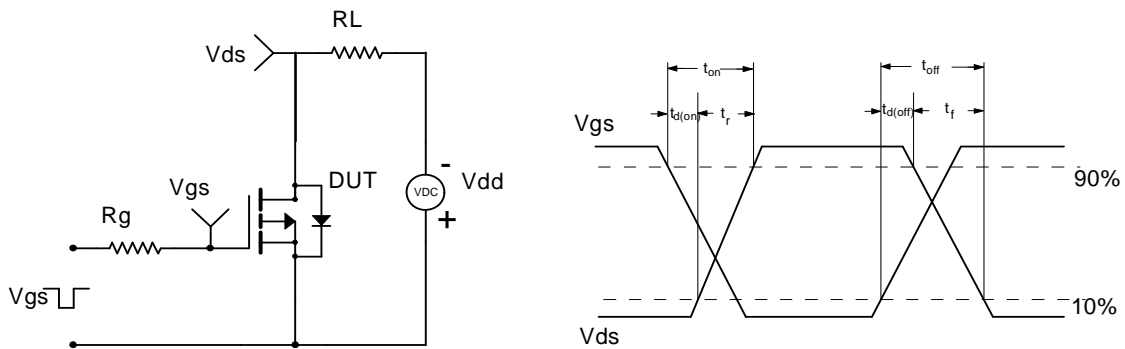 RL
Vds
-
VDC
Vdd
+
DUT
Vgs
Rg
Vgs
ton
toff
td(on)
tr
td(off)
tf
Vgs
90%
10%
Vds